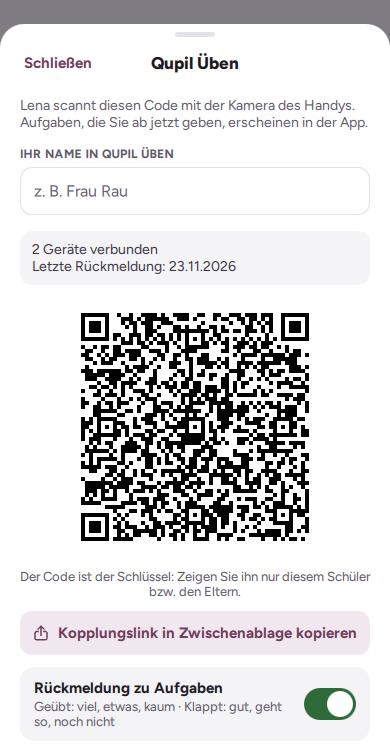 Schließen
Qupil Üben
Lena scannt diesen Code mit der Kamera des Handys.
Aufgaben, die Sie ab jetzt geben, erscheinen in der App.
IHR NAME IN QUPIL ÜBEN
z. B. Frau Rau
2 Geräte verbunden
Letzte Rückmeldung: 23.11.2026
Der Code ist der Schlüssel: Zeigen Sie ihn nur diesem Schüler
bzw. den Eltern.
Kopplungslink in Zwischenablage kopieren
Rückmeldung zu Aufgaben
Geübt: viel, etwas, kaum · Klappt: gut, geht
so, noch nicht